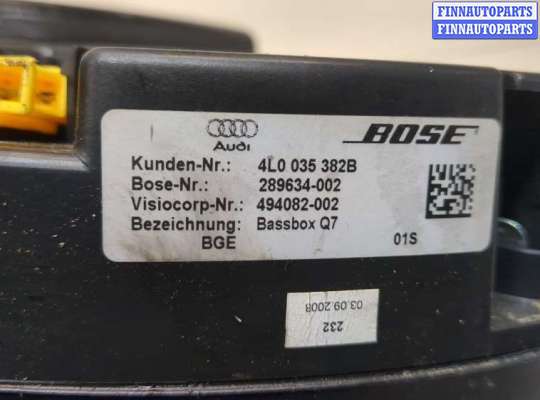 FINNAUTOPARTS
FINNAUTOPARTS
Audi
BOSE
Kunden-Nr.: 4L0 035 382B
Bose-Nr.: 289634-002
Visiocorp-Nr.: 494082-002
Bezeichnung: Bassbox Q7
BGE 01S
232
03.09.2008